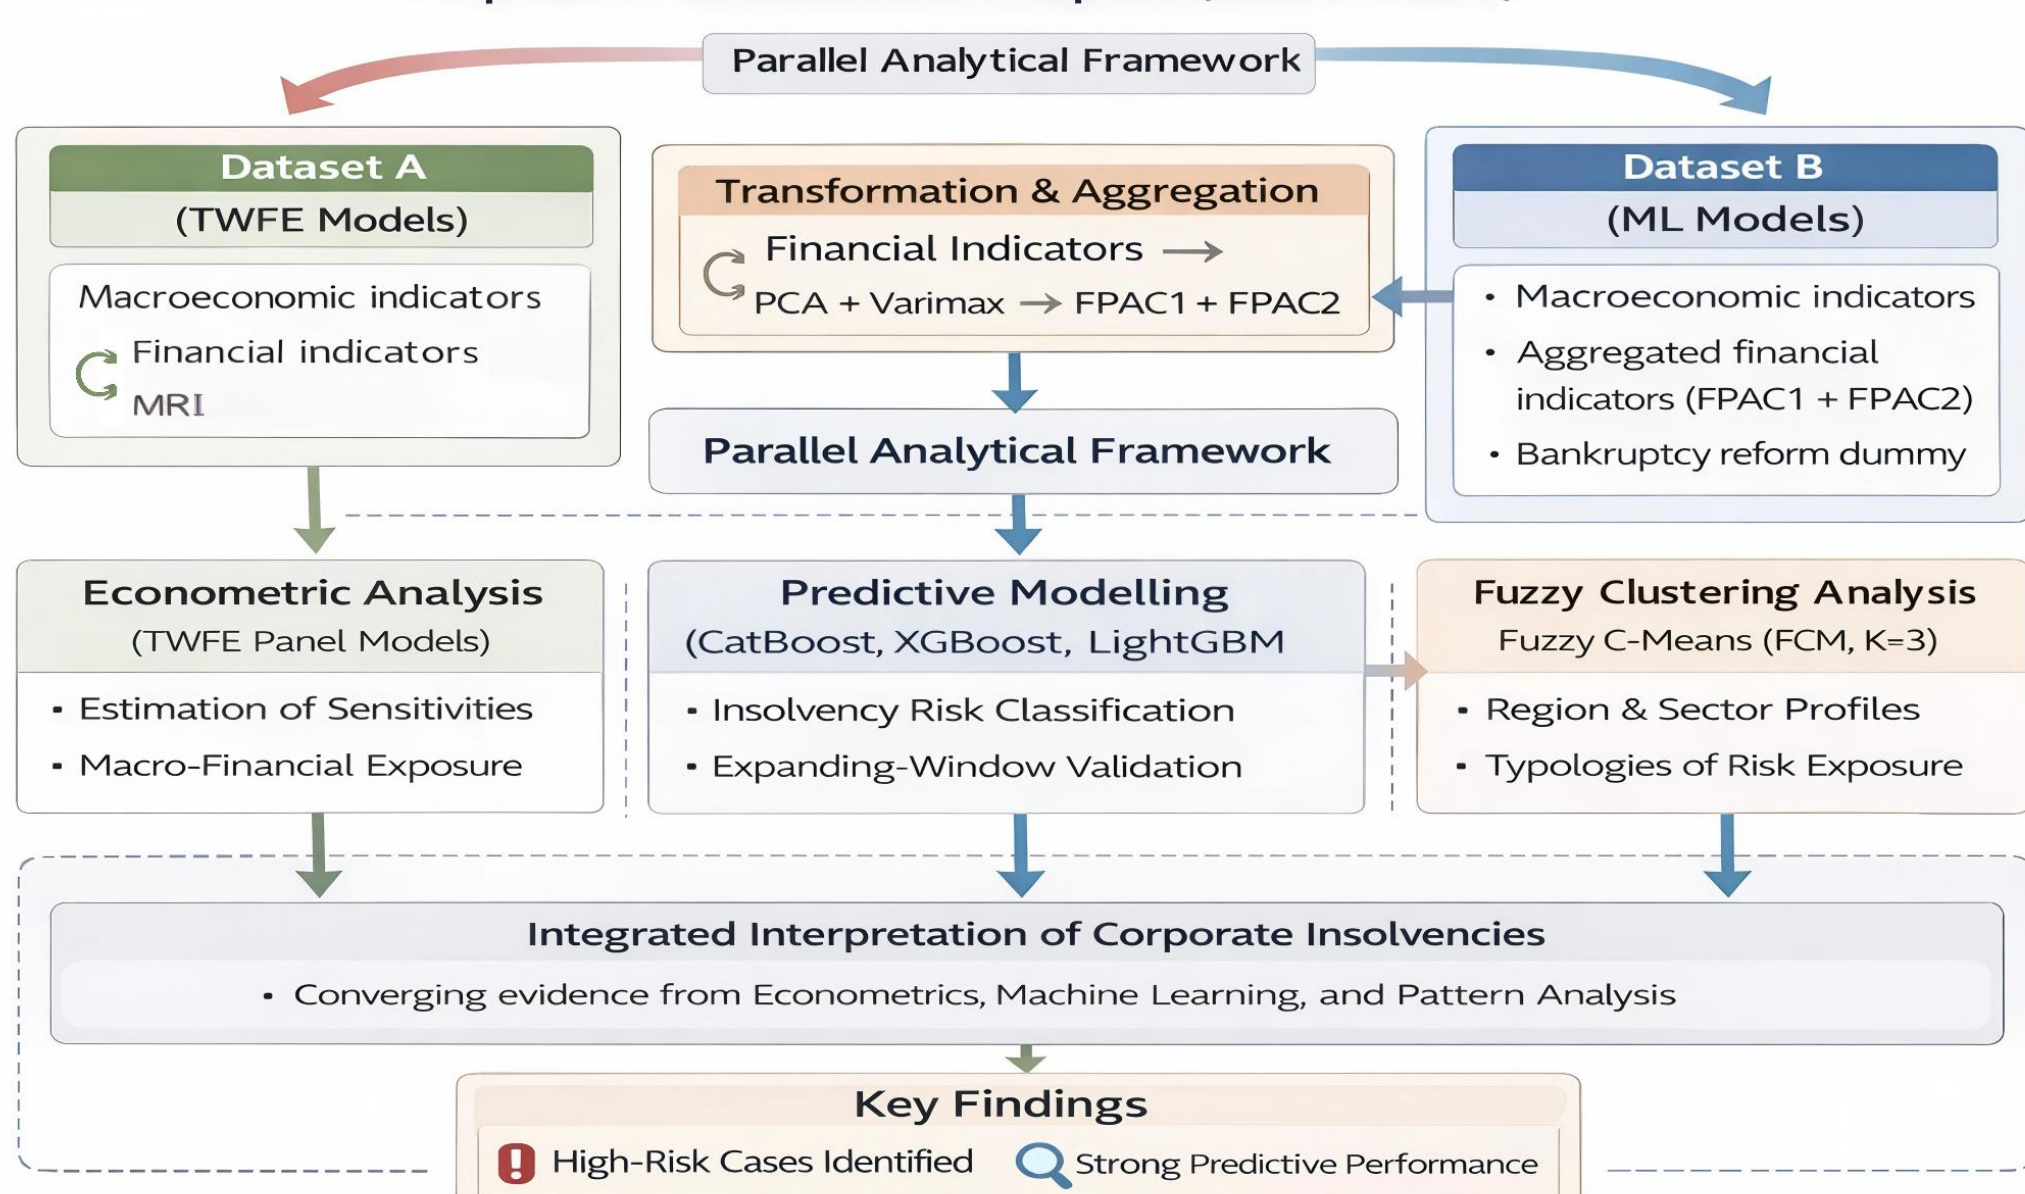 Parallel Analytical Framework
Dataset A
(TWFE Models)
Macroeconomic indicators
Financial indicators
MRI
Transformation & Aggregation
Financial Indicators →
PCA + Varimax → FPAC1 + FPAC2
Dataset B
(ML Models)
• Macroeconomic indicators
• Aggregated financial
indicators (FPAC1 + FPAC2)
• Bankruptcy reform dummy
Parallel Analytical Framework
Econometric Analysis
(TWFE Panel Models)
▪ Estimation of Sensitivities
▪ Macro-Financial Exposure
Predictive Modelling
(CatBoost, XGBoost, LightGBM
▪ Insolvency Risk Classification
▪ Expanding-Window Validation
Fuzzy Clustering Analysis
Fuzzy C-Means (FCM, K=3)
▪ Region & Sector Profiles
▪ Typologies of Risk Exposure
Integrated Interpretation of Corporate Insolvencies
• Converging evidence from Econometrics, Machine Learning, and Pattern Analysis
Key Findings
High-Risk Cases Identified
Strong Predictive Performance